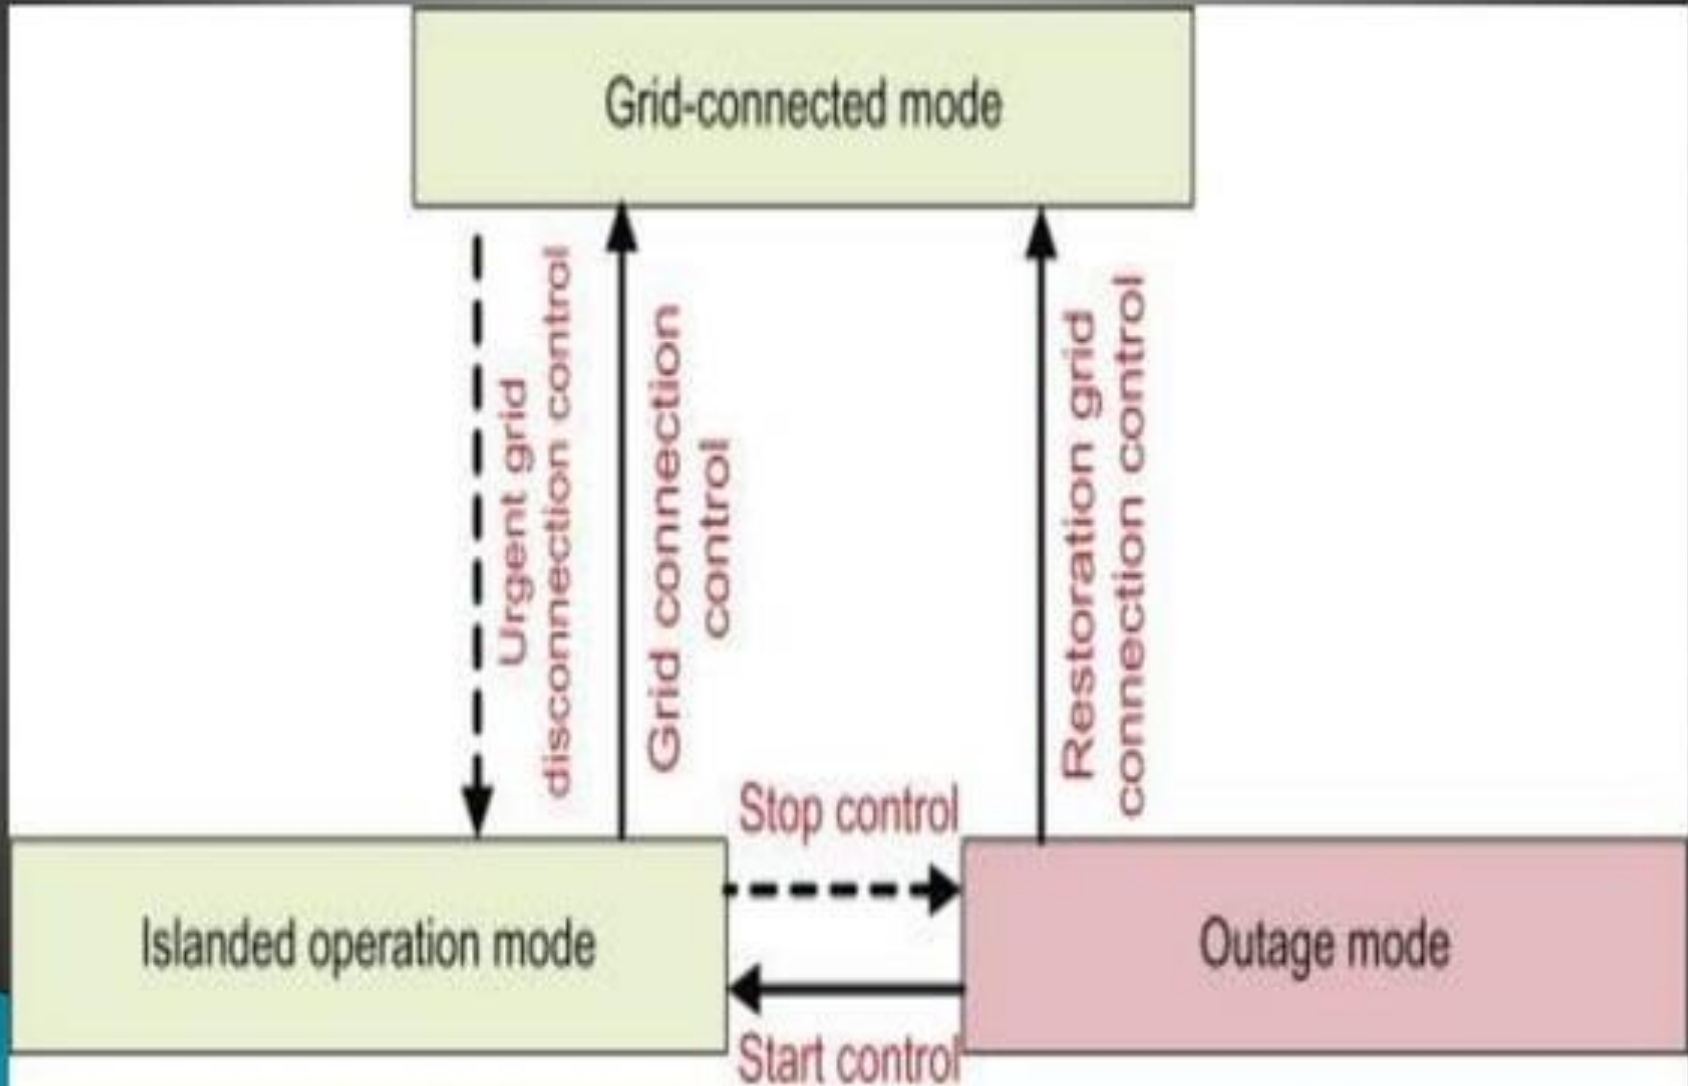 Grid-connected mode
Urgent grid
disconnection control
Grid connection
control
Restoration grid
connection control
Stop control
Islanded operation mode
Outage mode
Start control